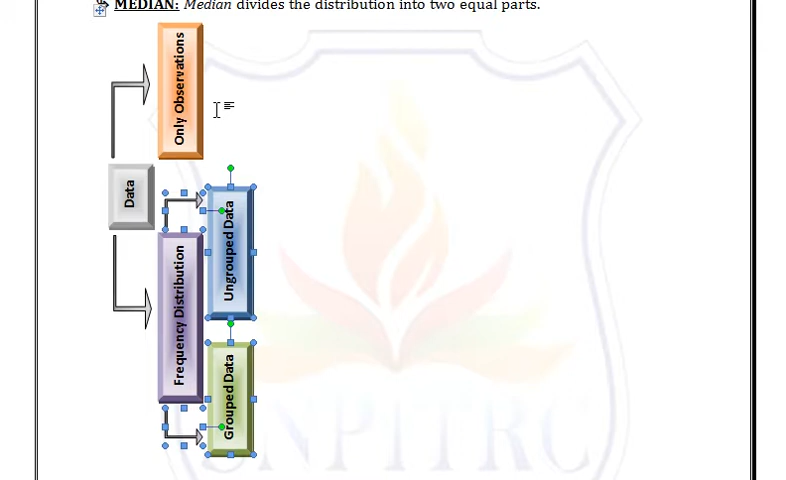 MEDIAN: Median divides the distribution into two equal parts.
Only Observations
Data
Ungrouped Data
Frequency Distribution
Grouped Data